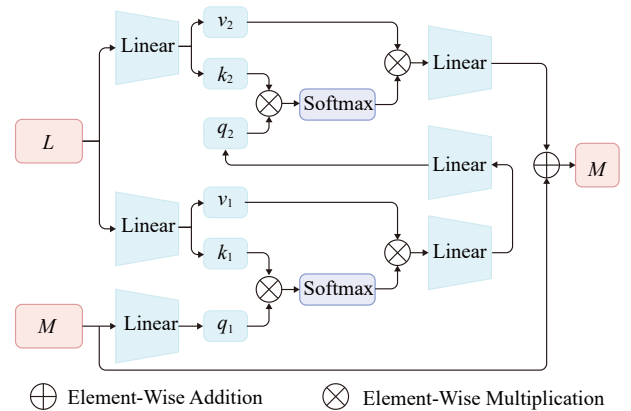 v2
Linear
k2
Linear
Softmax
q2
L
Linear
M
v1
Linear
k1
Linear
Softmax
M
Linear
q1
Element-Wise Addition
Element-Wise Multiplication